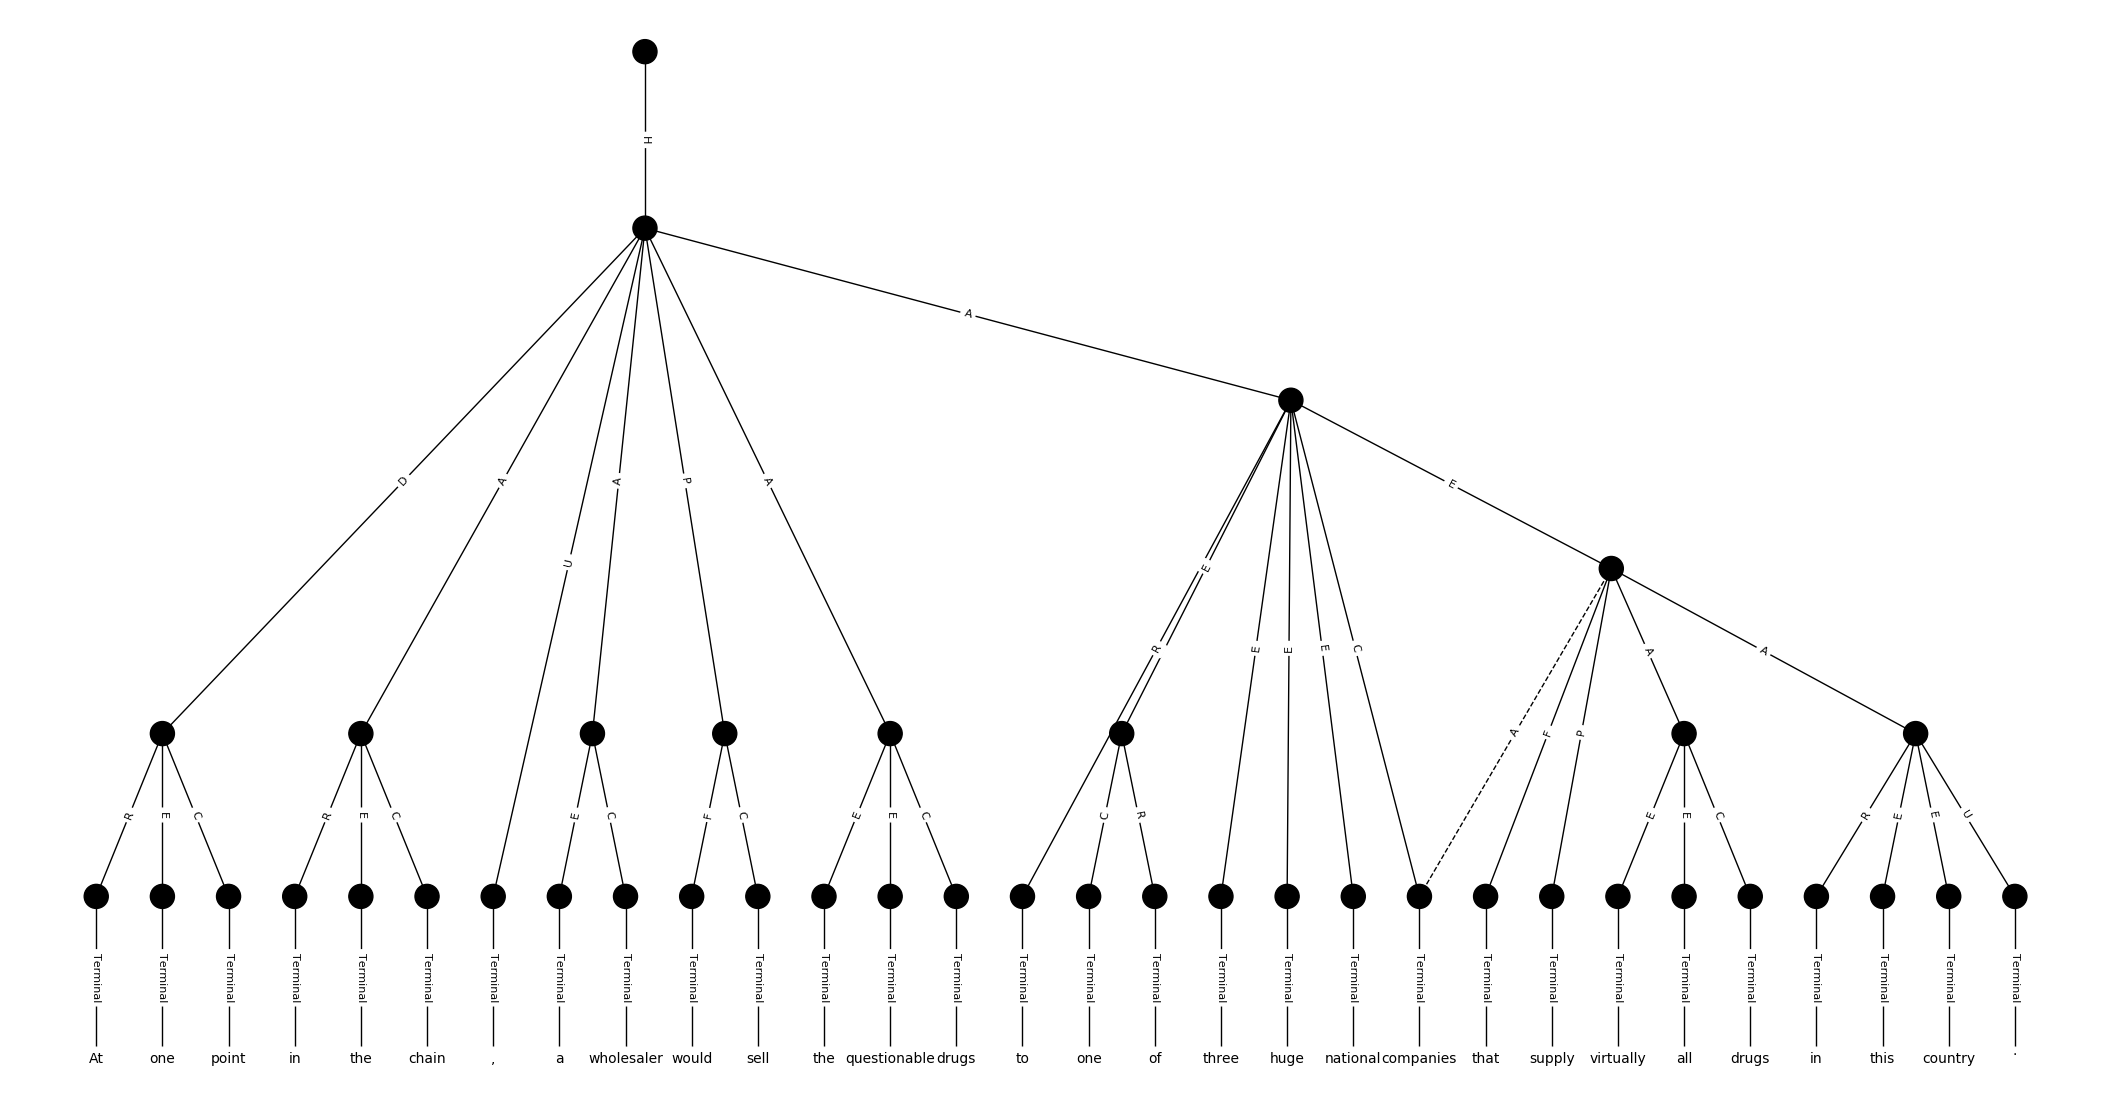 H
A
D A A P A E
U E
R E E E C A A
A F P
R E C R E C E C F C E E C C R E E C R E E U
Terminal Terminal Terminal Terminal Terminal Terminal Terminal Terminal Terminal Terminal Terminal Terminal Terminal Terminal Terminal Terminal Terminal Terminal Terminal Terminal Terminal Terminal Terminal Terminal Terminal Terminal Terminal Terminal Terminal Terminal
At one point in the chain , a wholesaler would sell the questionable drugs to one of three huge national companies that supply virtually all drugs in this country .